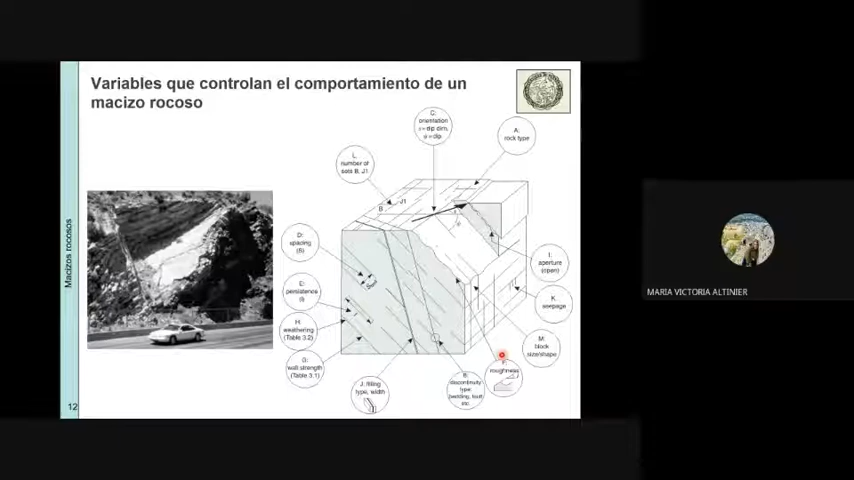 Variables que controlan el comportamiento de un
macizo rocoso
C:
orientation
dip dirn.
dip.
A:
rock type
L:
number of
sets B, J1
B
J1
D:
spacing
(S)
E:
persistence
(l)
H:
weathering
(Table 3.2)
G:
wall strength
(Table 3.1)
J: filling
type, width
B:
discontinuity
type:
bedding, fault
etc
F:
roughness
M:
block
size/shape
K:
seepage
I:
aperture
(open)
Macizos rocosos
12
MARIA VICTORIA ALTINIER